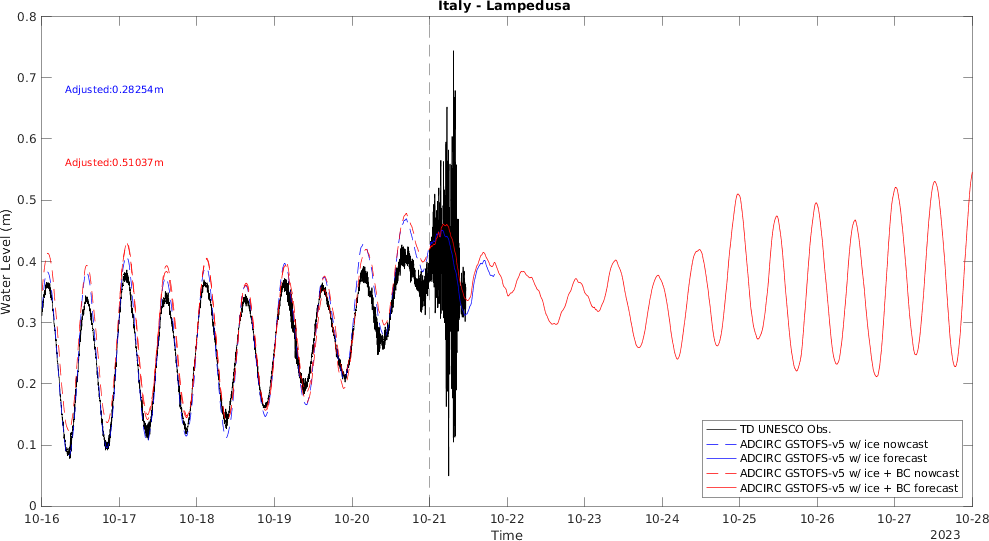 Italy - Lampedusa
0.8
0.7
0.6
0.5
0.4
0.3
0.2
0.1
0
Water Level (m)
Adjusted:0.28254m
Adjusted:0.51037m
TD UNESCO Obs.
ADCIRC GSTOFS-v5 w/ ice nowcast
ADCIRC GSTOFS-v5 w/ ice forecast
ADCIRC GSTOFS-v5 w/ ice + BC nowcast
ADCIRC GSTOFS-v5 w/ ice + BC forecast
10-16 10-17 10-18 10-19 10-20 10-21 10-22 10-23 10-24 10-25 10-26 10-27 10-28
Time
2023